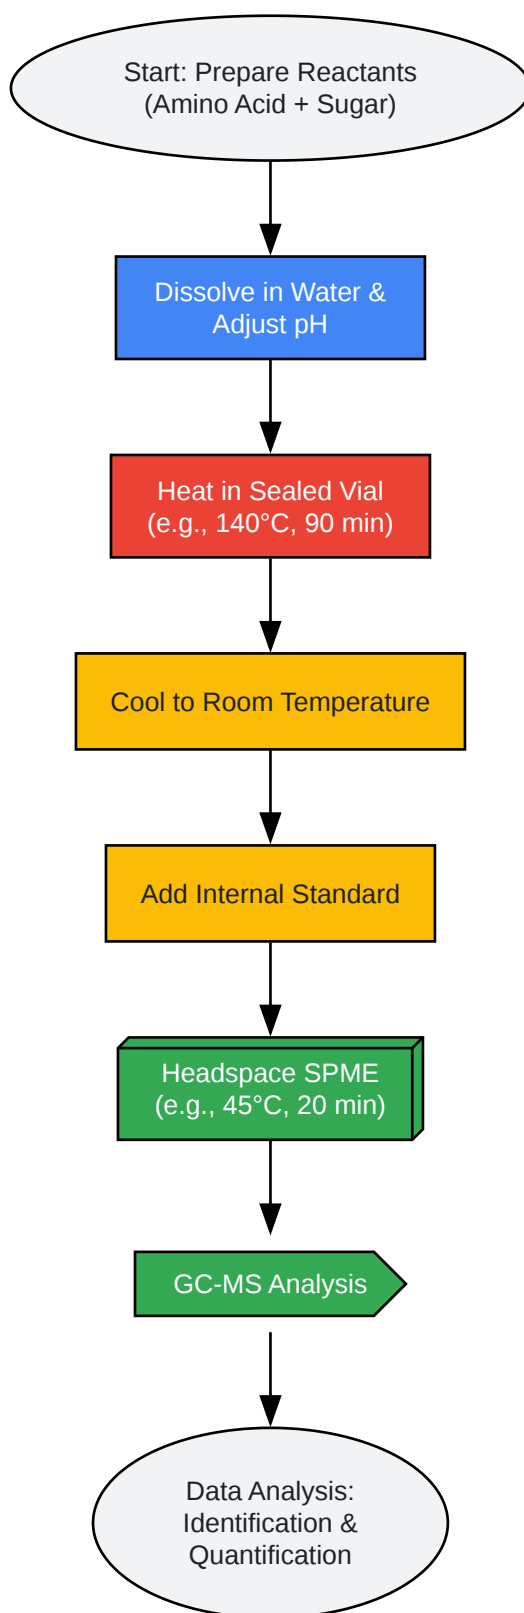 Start: Prepare Reactants
(Amino Acid + Sugar)
Dissolve in Water &
Adjust pH
Heat in Sealed Vial
(e.g., 140°C, 90 min)
Cool to Room Temperature
Add Internal Standard
Headspace SPME
(e.g., 45°C, 20 min)
GC-MS Analysis
Data Analysis:
Identification &
Quantification